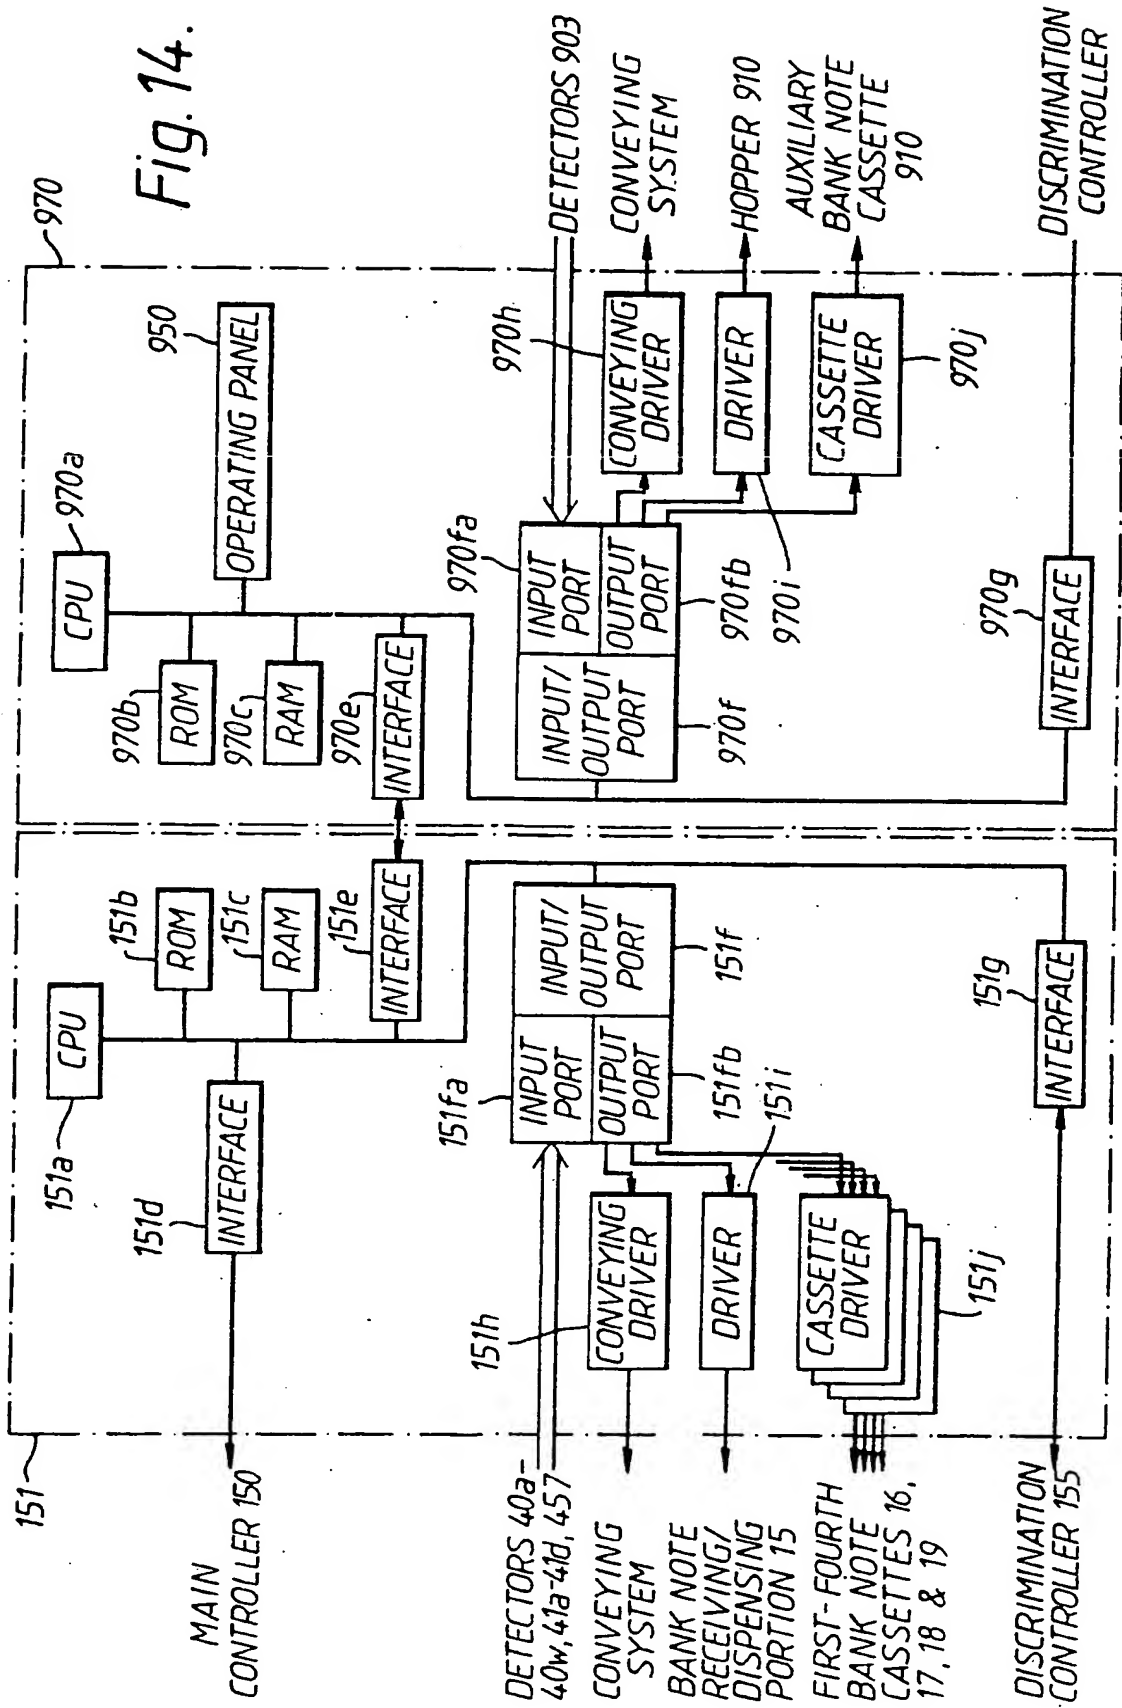 Fig. 14.
151
970
MAIN
CONTROLLER 150
151d
INTERFACE
151a
CPU
151b
ROM
151c
RAM
151e
INTERFACE
970a
CPU
970b
ROM
970c
RAM
970e
INTERFACE
950
OPERATING PANEL
DETECTORS 40a-
40w, 41a-41d, 457
151fa
INPUT
PORT
OUTPUT
PORT
INPUT/
OUTPUT
PORT
151f
151fb
CONVEYING
SYSTEM
151h
CONVEYING
DRIVER
BANK NOTE
RECEIVING/
DISPENSING
PORTION 15
DRIVER
151i
FIRST-FOURTH
BANK NOTE
CASSETTES 16,
17, 18 & 19
CASSETTE
DRIVER
151j
DISCRIMINATION
CONTROLLER 155
INTERFACE
151g
970fa
INPUT
PORT
INPUT/
OUTPUT
PORT
OUTPUT
PORT
970f
970fb
DETECTORS 903
970h
CONVEYING
DRIVER
CONVEYING
SYSTEM
DRIVER
970i
HOPPER 910
CASSETTE
DRIVER
970j
AUXILIARY
BANK NOTE
CASSETTE
910
970g
INTERFACE
DISCRIMINATION
CONTROLLER